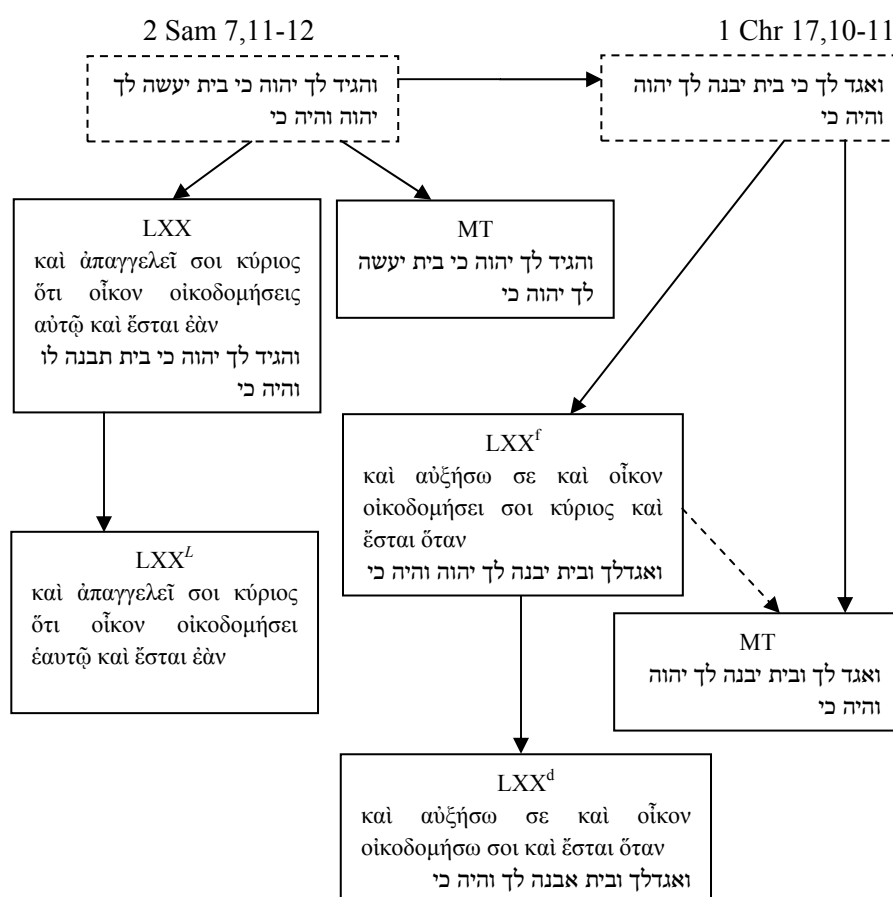 2 Sam 7,11-12
1 Chr 17,10-11
והגיד לך יהוה כי בית יעשה לך
יהוה והיה כי
ואגד לך כי בית יבנה לך יהוה
והיה כי
LXX
καὶ ἀπαγγελεῖ σοι κύριος
ὅτι οἶκον οἰκοδομήσεις
αὐτῷ καὶ ἔσται ἐὰν
והגיד לך יהוה כי בית תבנה לו
והיה כי
MT
והגיד לך יהוה כי בית יעשה
לך יהוה כי
LXXᶠ
καὶ αὐξήσω σε καὶ οἶκον
οἰκοδομήσει σοι κύριος καὶ
ἔσται ὅταν
ואגדלך ובית יבנה לך יהוה והיה כי
LXXᴸ
καὶ ἀπαγγελεῖ σοι κύριος
ὅτι οἶκον οἰκοδομήσει
ἑαυτῷ καὶ ἔσται ἐὰν
MT
ואגד לך ובית יבנה לך יהוה
והיה כי
LXXᵈ
καὶ αὐξήσω σε καὶ οἶκον
οἰκοδομήσω σοι καὶ ἔσται ὅταν
ואגדלך ובית אבנה לך והיה כי